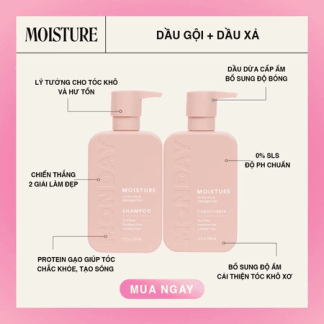 MOISTURE
DẦU GỘI + DẦU XẢ
LÝ TƯỞNG CHO TÓC KHÔ
VÀ HƯ TỔN
DẦU DỪA CẤP ẨM
BỔ SUNG ĐỘ BÓNG
CHIẾN THẮNG
2 GIẢI LÀM ĐẸP
0% SLS
ĐỘ PH CHUẨN
MONDAY
MOISTURE
SHAMPOO
MONDAY
MOISTURE
PROTEIN GẠO GIÚP TÓC
CHẮC KHỎE, TẠO SÓNG
BỔ SUNG ĐỘ ẨM
CẢI THIỆN TÓC KHÔ XƠ
MUA NGAY